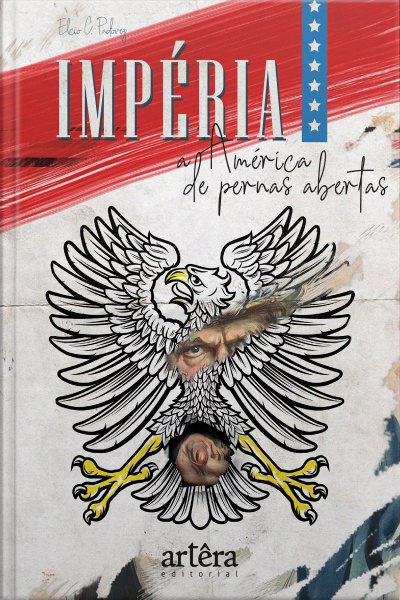 Elcio C. Padovez
IMPÉRIA
a América
de pernas abertas
artêra
editorial